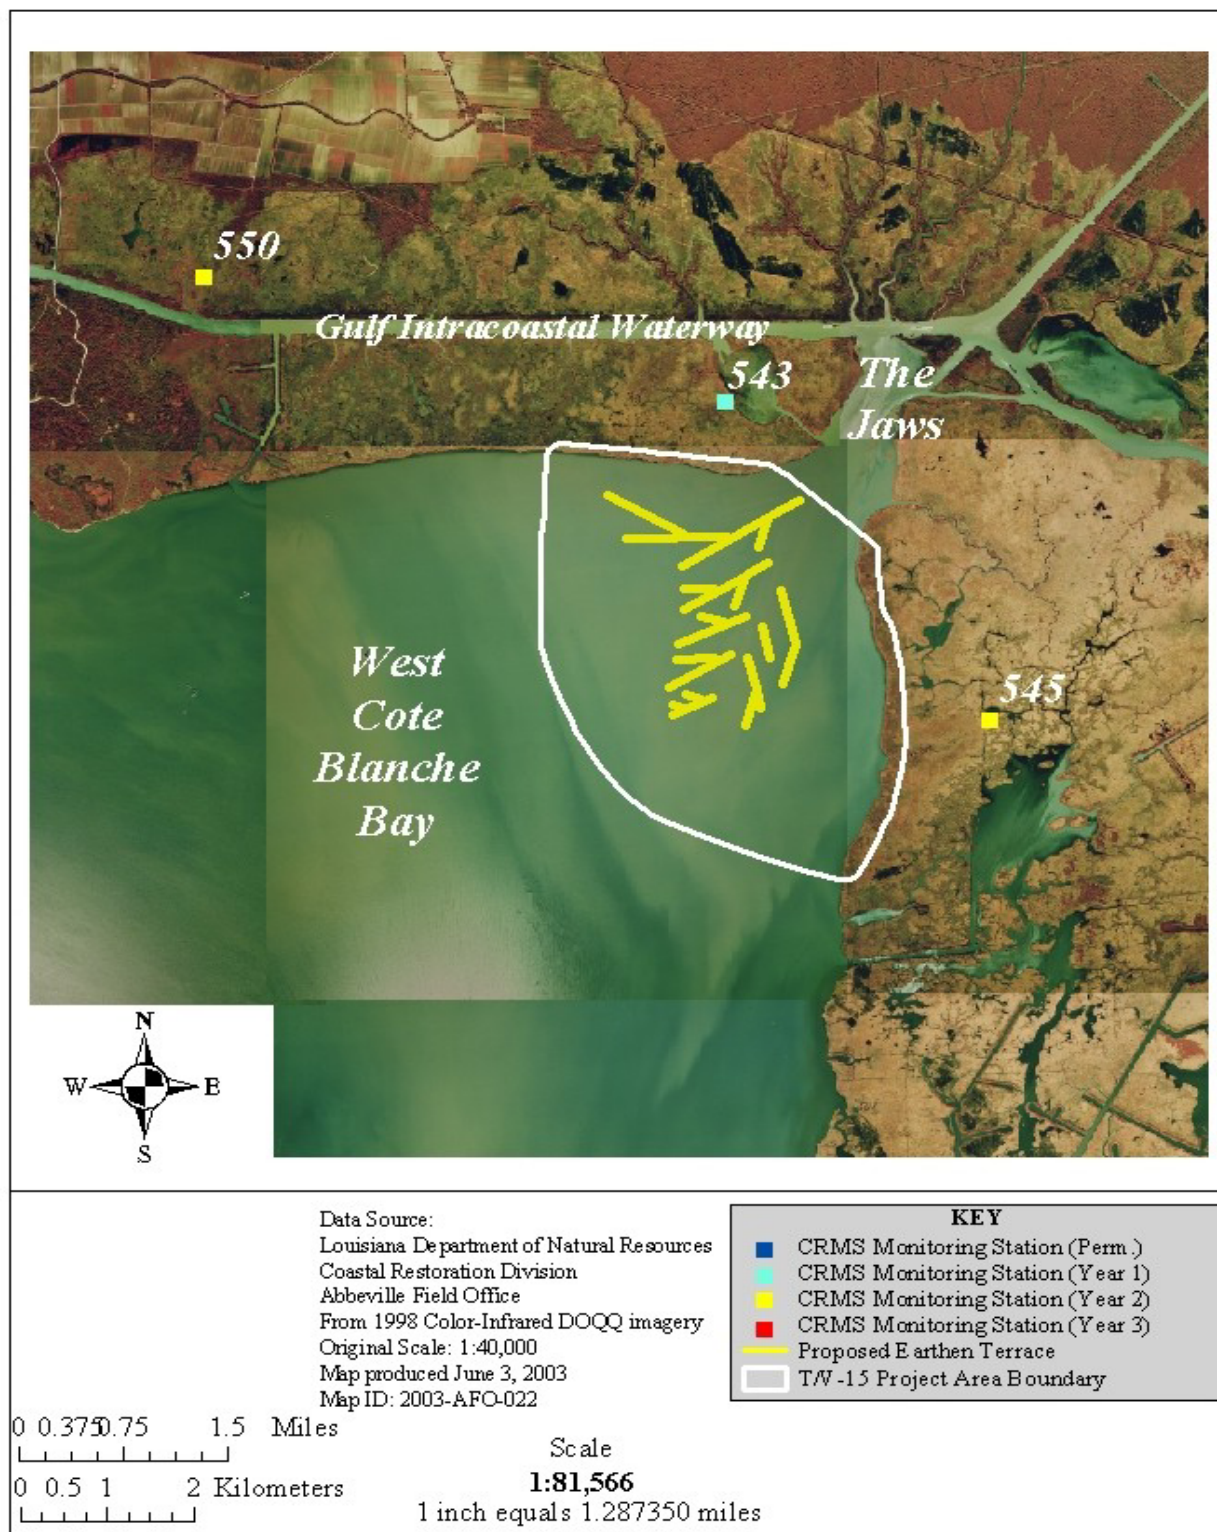 550
Gulf Intracoastal Waterway
543
The
Jaws
545
West
Cote
Blanche
Bay
N
W E
S
Data Source:
Louisiana Department of Natural Resources
Coastal Restoration Division
Abbeville Field Office
From 1998 Color-Infrared DOQQ imagery
Original Scale: 1:40,000
Map produced June 3, 2003
Map ID: 2003-AFO-022
KEY
CRMS Monitoring Station (Perm.)
CRMS Monitoring Station (Year 1)
CRMS Monitoring Station (Year 2)
CRMS Monitoring Station (Year 3)
Proposed Earthen Terrace
T/V-15 Project Area Boundary
0 0.375 0.75 1.5 Miles
0 0.5 1 2 Kilometers
Scale
1:81,566
1 inch equals 1.287350 miles